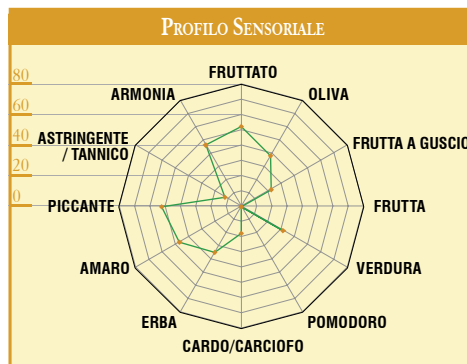 PROFILO SENSORIALE
80
60
40
20
0
FRUTTATO
OLIVA
FRUTTA A GUSCIO
FRUTTA
VERDURA
POMODORO
CARDO/CARCIOFO
ERBA
AMARO
PICCANTE
ASTRINGENTE
/ TANNICO
ARMONIA